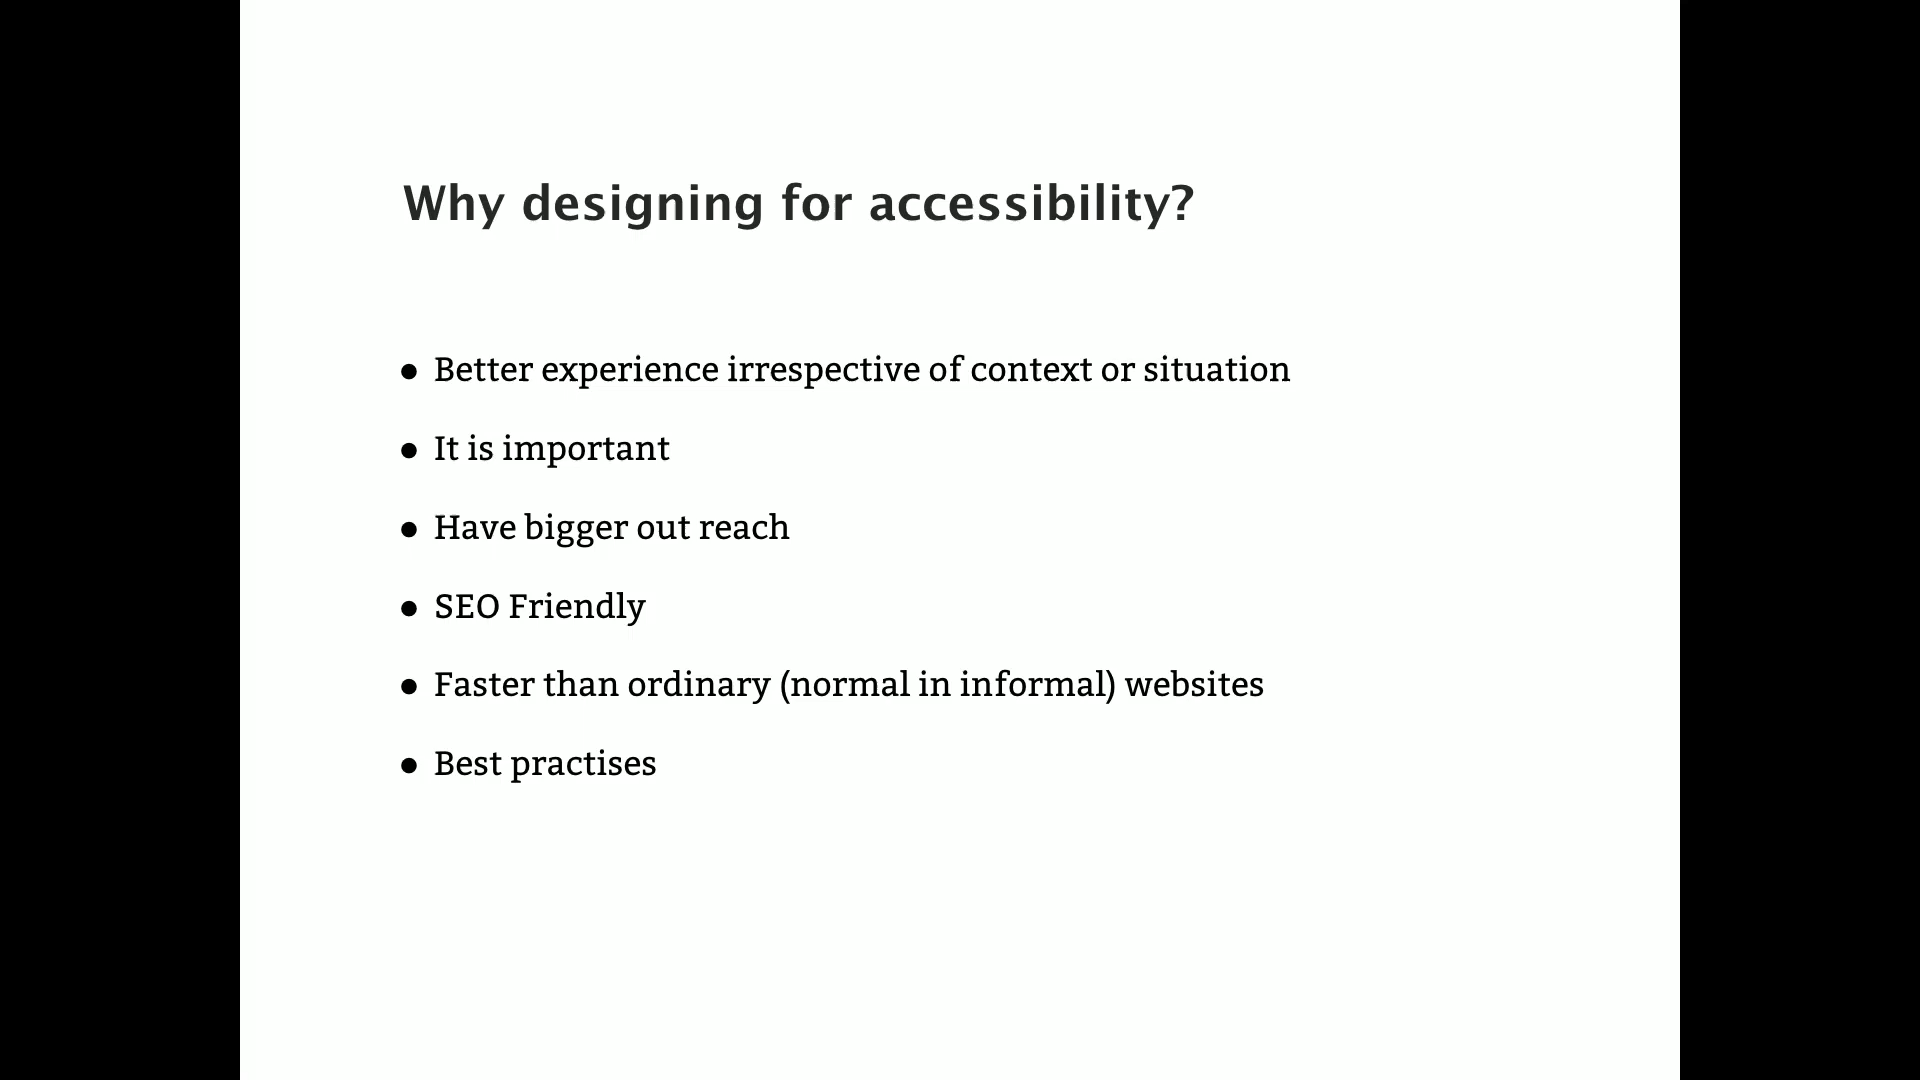 Why designing for accessibility?
● Better experience irrespective of context or situation
● It is important
● Have bigger out reach
● SEO Friendly
● Faster than ordinary (normal in informal) websites
● Best practises